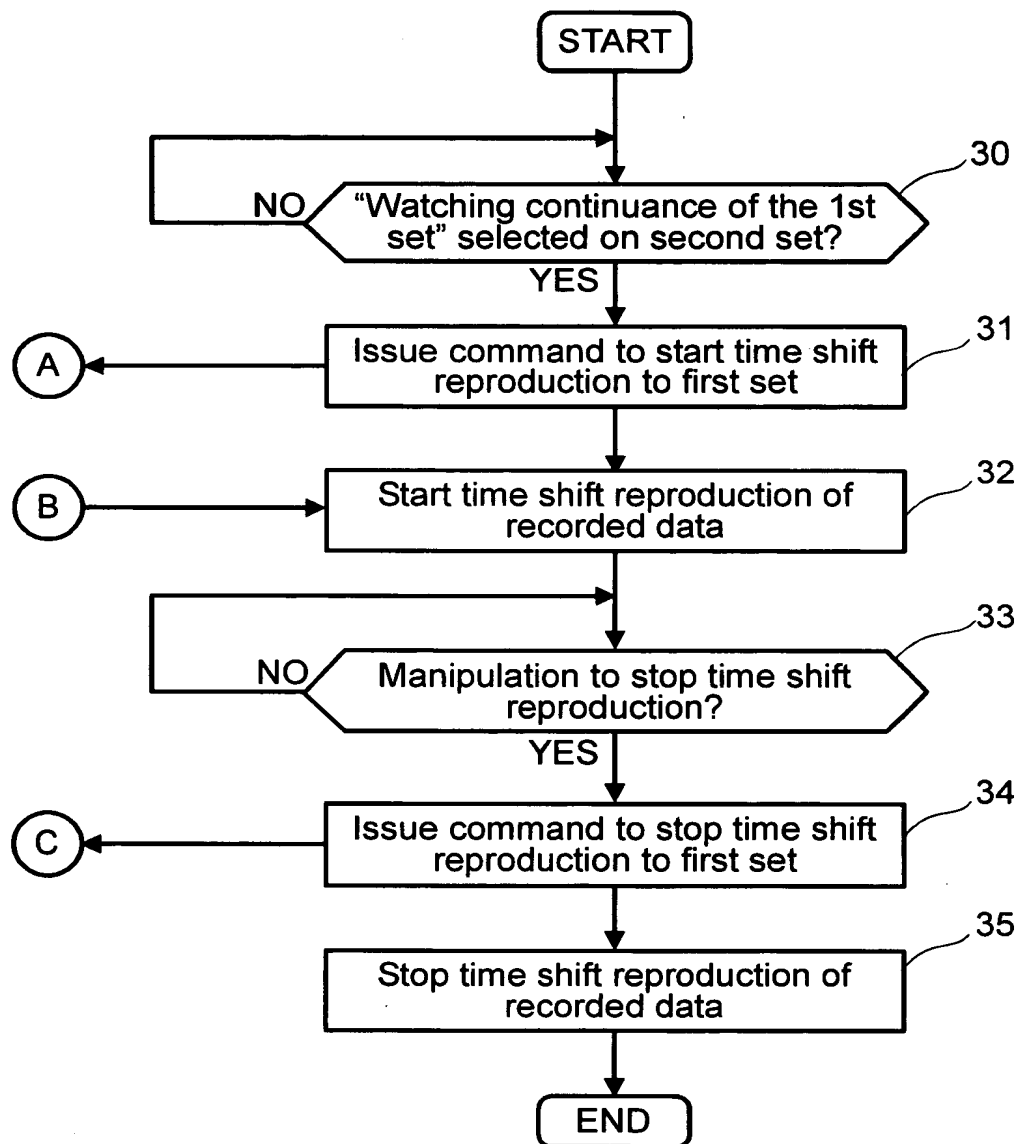 START
30
NO
“Watching continuance of the 1st
set” selected on second set?
YES
31
A
Issue command to start time shift
reproduction to first set
32
B
Start time shift reproduction of
recorded data
33
NO
Manipulation to stop time shift
reproduction?
YES
34
C
Issue command to stop time shift
reproduction to first set
35
Stop time shift reproduction of
recorded data
END